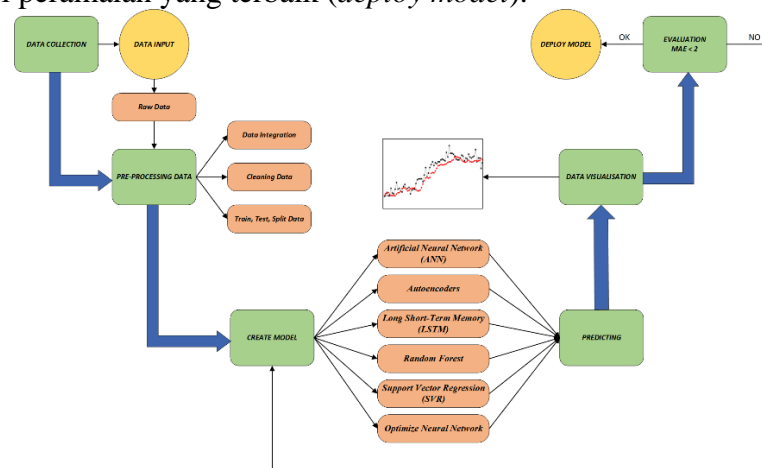 peramalan yang terbaik (deploy model).
DATA COLLECTION
DATA INPUT
Raw Data
PRE-PROCESSING DATA
Data Integration
Cleaning Data
Train, Test, Split Data
CREATE MODEL
Artificial Neural Network
(ANN)
Autoencoders
Long Short-Term Memory
(LSTM)
Random Forest
Support Vector Regression
(SVR)
Optimize Neural Network
PREDICTING
DATA VISUALISATION
EVALUATION
MAE < 2
OK
NO
DEPLOY MODEL